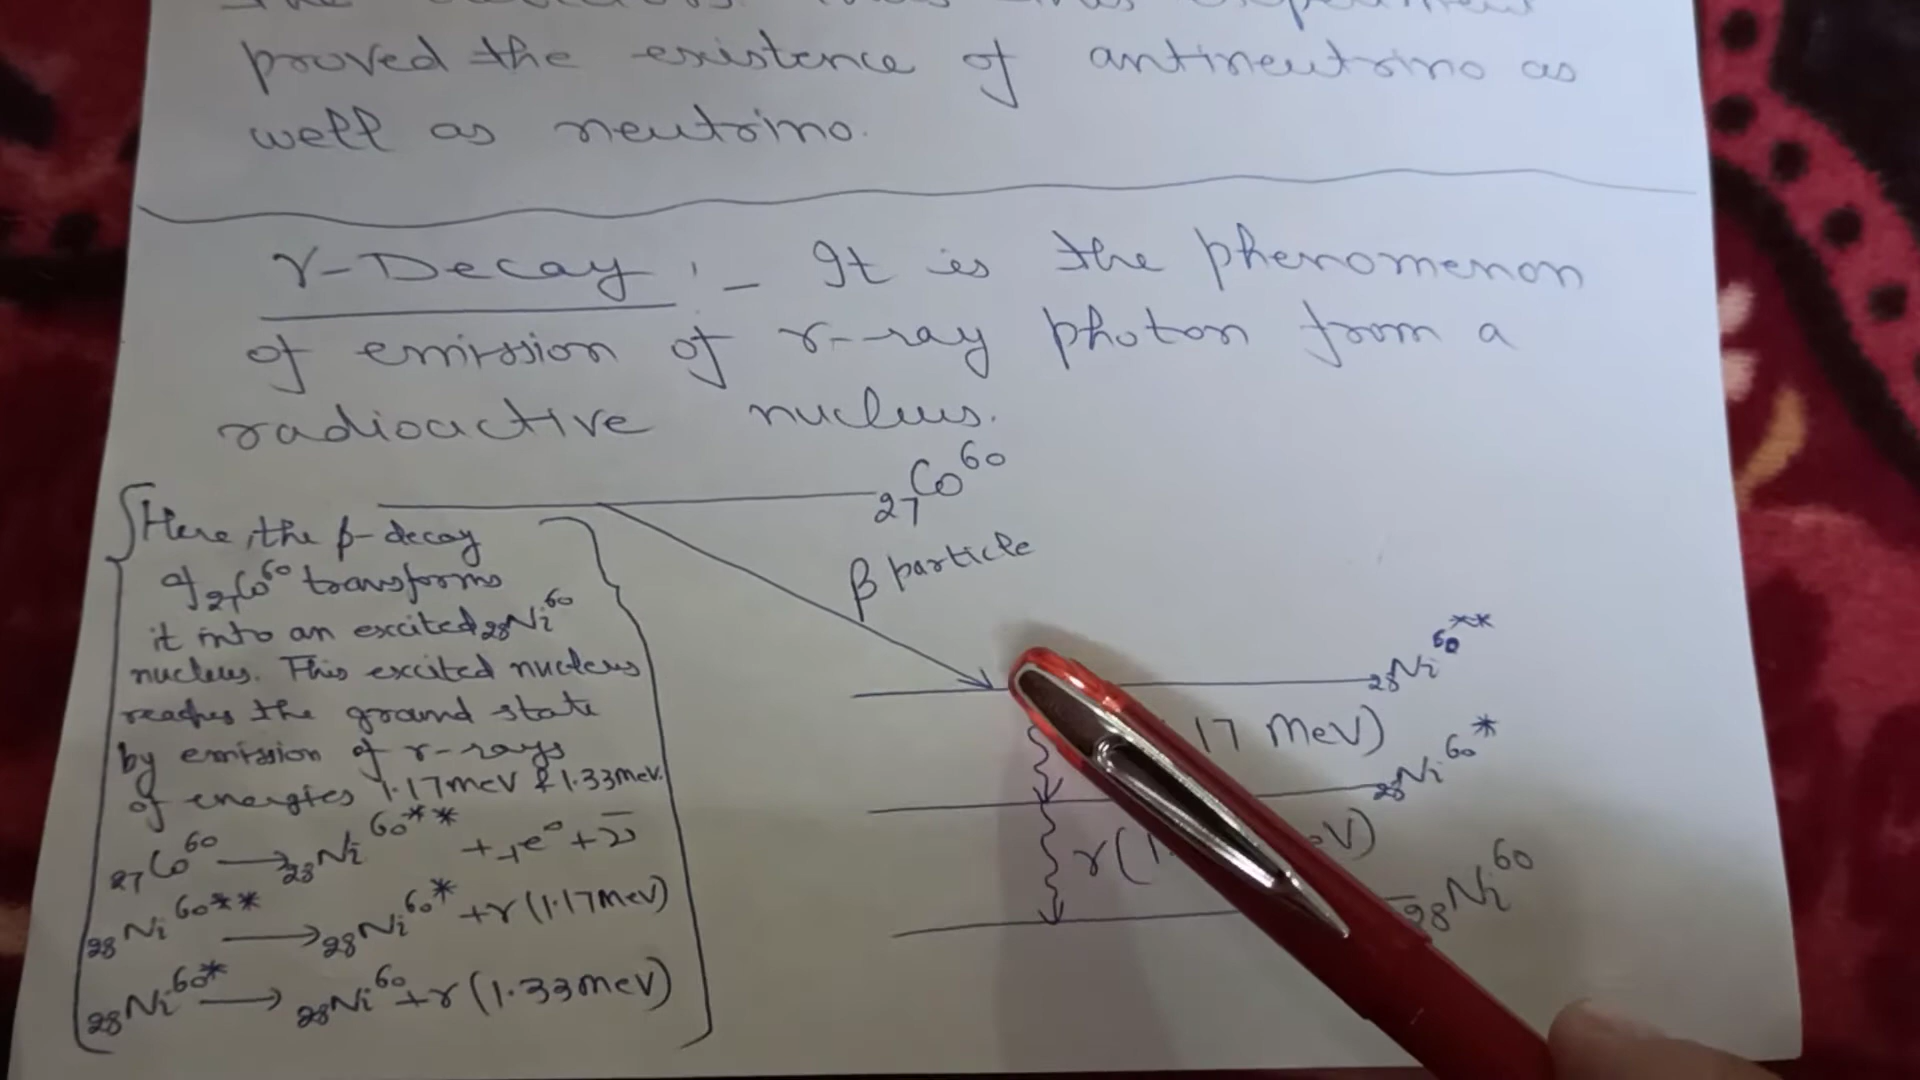 proved the existence of antineutrino as
well as neutrino.
γ-Decay :- It is the phenomenon
of emission of γ-ray photon from a
radioactive nucleus.
27Co60
β particle
28Ni60**
17 MeV)
28Ni60*
γ(1. eV)
28Ni60
Here, the β-decay
of 27Co60 transforms
it into an excited 28Ni60
nucleus. This excited nucleus
reaches the ground state
by emission of γ-rays
of energies 1.17meV & 1.33meV.
27Co60 → 28Ni60** + -1e0 + ν̄
28Ni60** → 28Ni60* + γ (1.17meV)
28Ni60* → 28Ni60 + γ (1.33meV)